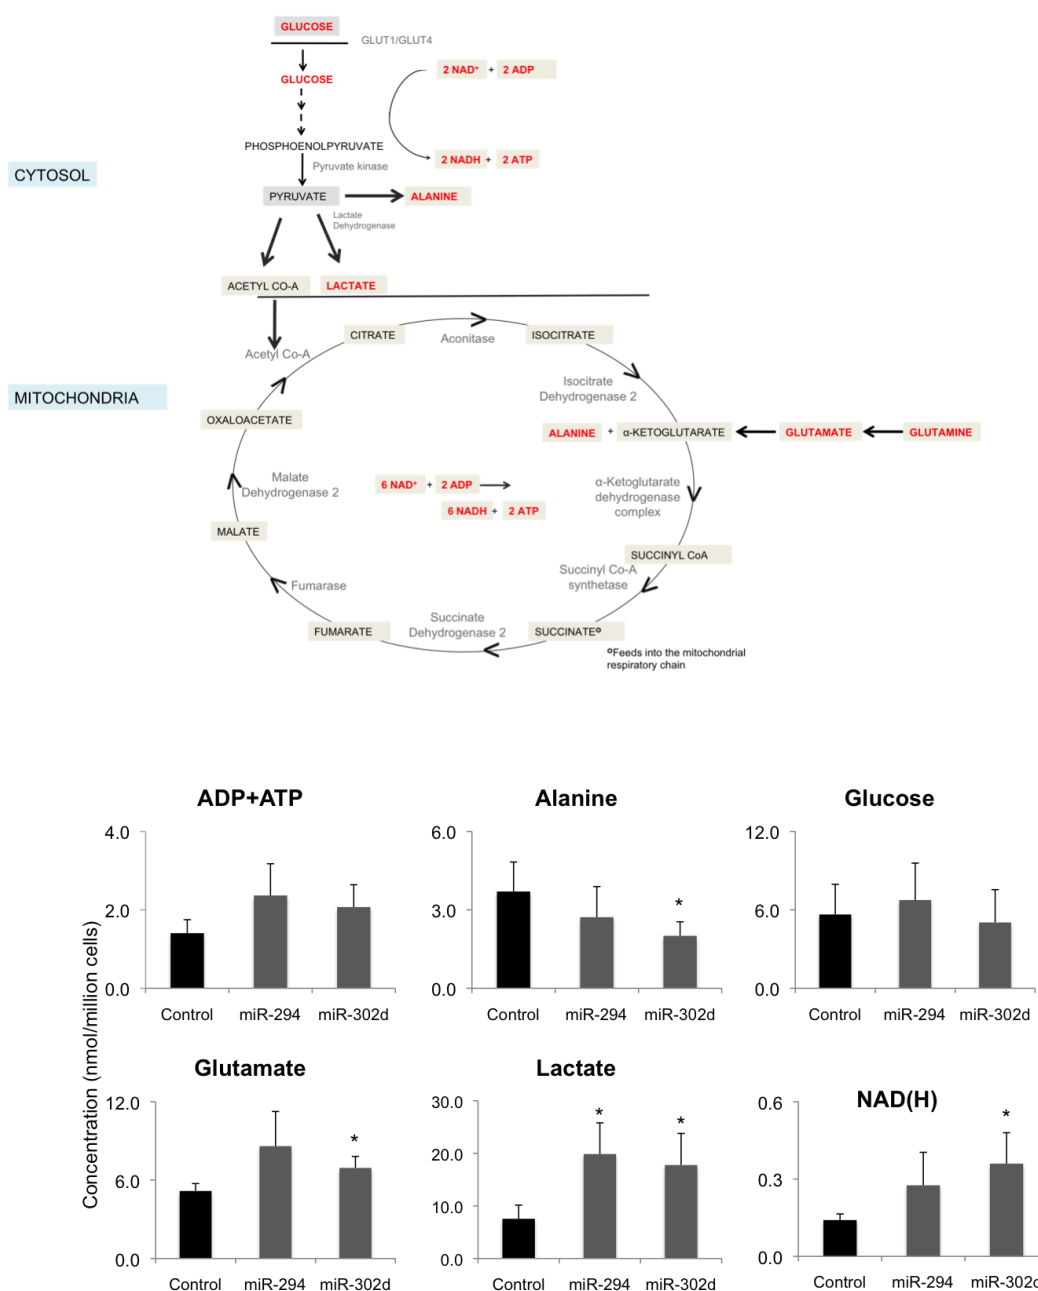 GLUCOSE
GLUT1/GLUT4
GLUCOSE
2 NAD⁺ + 2 ADP
PHOSPHOENOLPYRUVATE
2 NADH + 2 ATP
Pyruvate kinase
CYTOSOL
PYRUVATE
ALANINE
Lactate
Dehydrogenase
ACETYL CO-A
LACTATE
CITRATE
Aconitase
ISOCITRATE
Acetyl Co-A
Isocitrate
Dehydrogenase 2
MITOCHONDRIA
OXALOACETATE
ALANINE + α-KETOGLUTARATE
GLUTAMATE
GLUTAMINE
Malate
Dehydrogenase 2
6 NAD⁺ + 2 ADP
6 NADH + 2 ATP
α-Ketoglutarate
dehydrogenase
complex
MALATE
SUCCINYL CoA
Succinyl Co-A
synthetase
Fumarase
Succinate
Dehydrogenase 2
FUMARATE
SUCCINATEº
ºFeeds into the mitochondrial
respiratory chain
Concentration (nmol/million cells)
ADP+ATP
4.0
2.0
0.0
Control miR-294 miR-302d
Alanine
6.0
3.0
0.0
*
Control miR-294 miR-302d
Glucose
12.0
6.0
0.0
Control miR-294 miR-302d
Glutamate
12.0
6.0
0.0
*
Control miR-294 miR-302d
Lactate
30.0
20.0
10.0
0.0
* *
Control miR-294 miR-302d
NAD(H)
0.6
0.3
0.0
*
Control miR-294 miR-302d